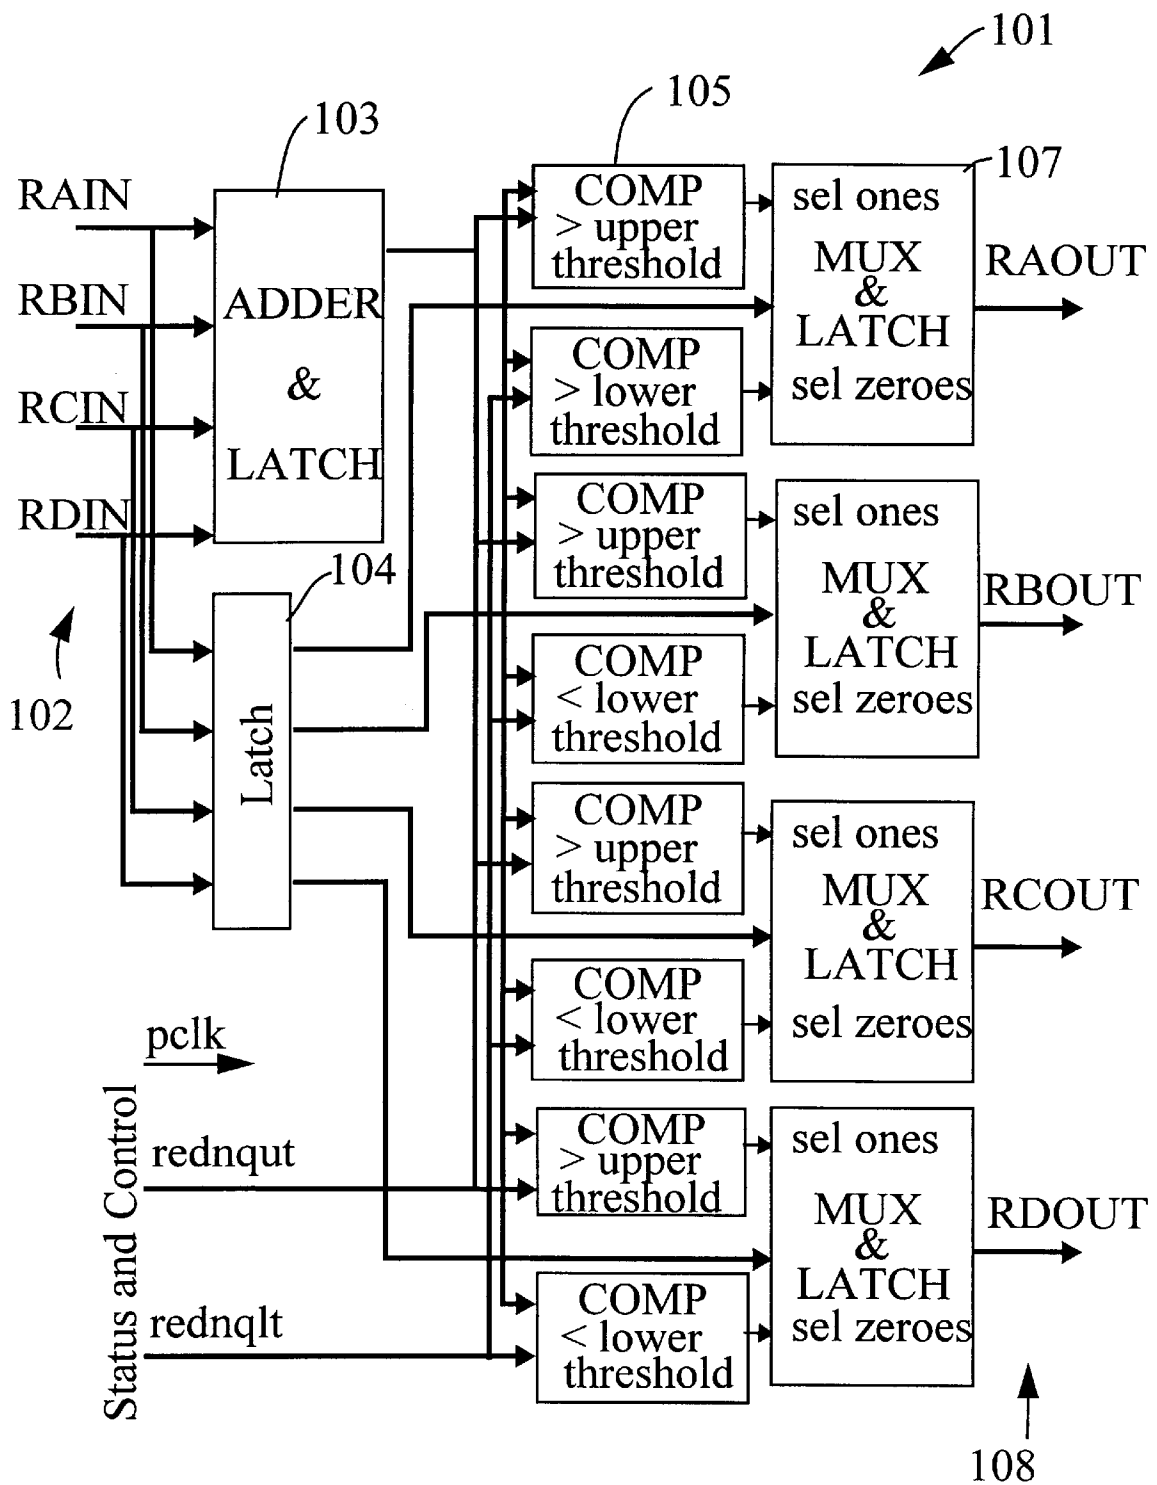 101
105
103
107
RAIN
RBIN
RCIN
RDIN
ADDER
&
LATCH
104
102
Latch
COMP
> upper
threshold
COMP
> lower
threshold
sel ones
MUX
&
LATCH
sel zeroes
RAOUT
COMP
> upper
threshold
COMP
< lower
threshold
sel ones
MUX
&
LATCH
sel zeroes
RBOUT
COMP
> upper
threshold
COMP
< lower
threshold
sel ones
MUX
&
LATCH
sel zeroes
RCOUT
pclk
rednqut
rednqlt
Status and Control
COMP
> upper
threshold
COMP
< lower
threshold
sel ones
MUX
&
LATCH
sel zeroes
RDOUT
108